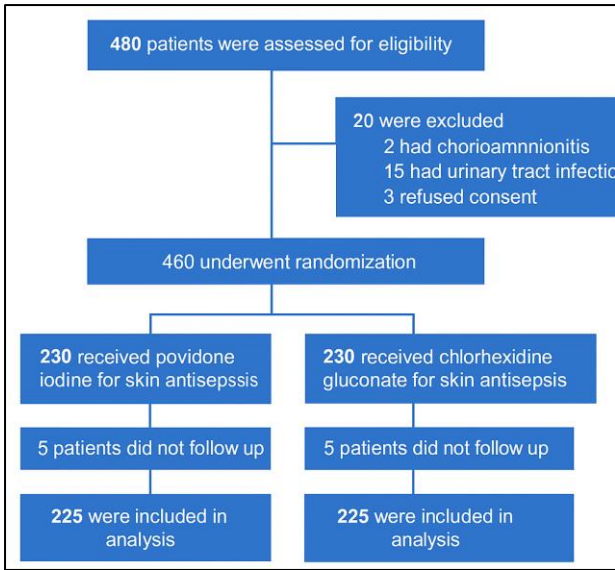 480 patients were assessed for eligibility
20 were excluded
2 had chorioamnnionitis
15 had urinary tract infectio
3 refused consent
460 underwent randomization
230 received povidone
iodine for skin antisepssis
230 received chlorhexidine
gluconate for skin antisepsis
5 patients did not follow up
5 patients did not follow up
225 were included in
analysis
225 were included in
analysis